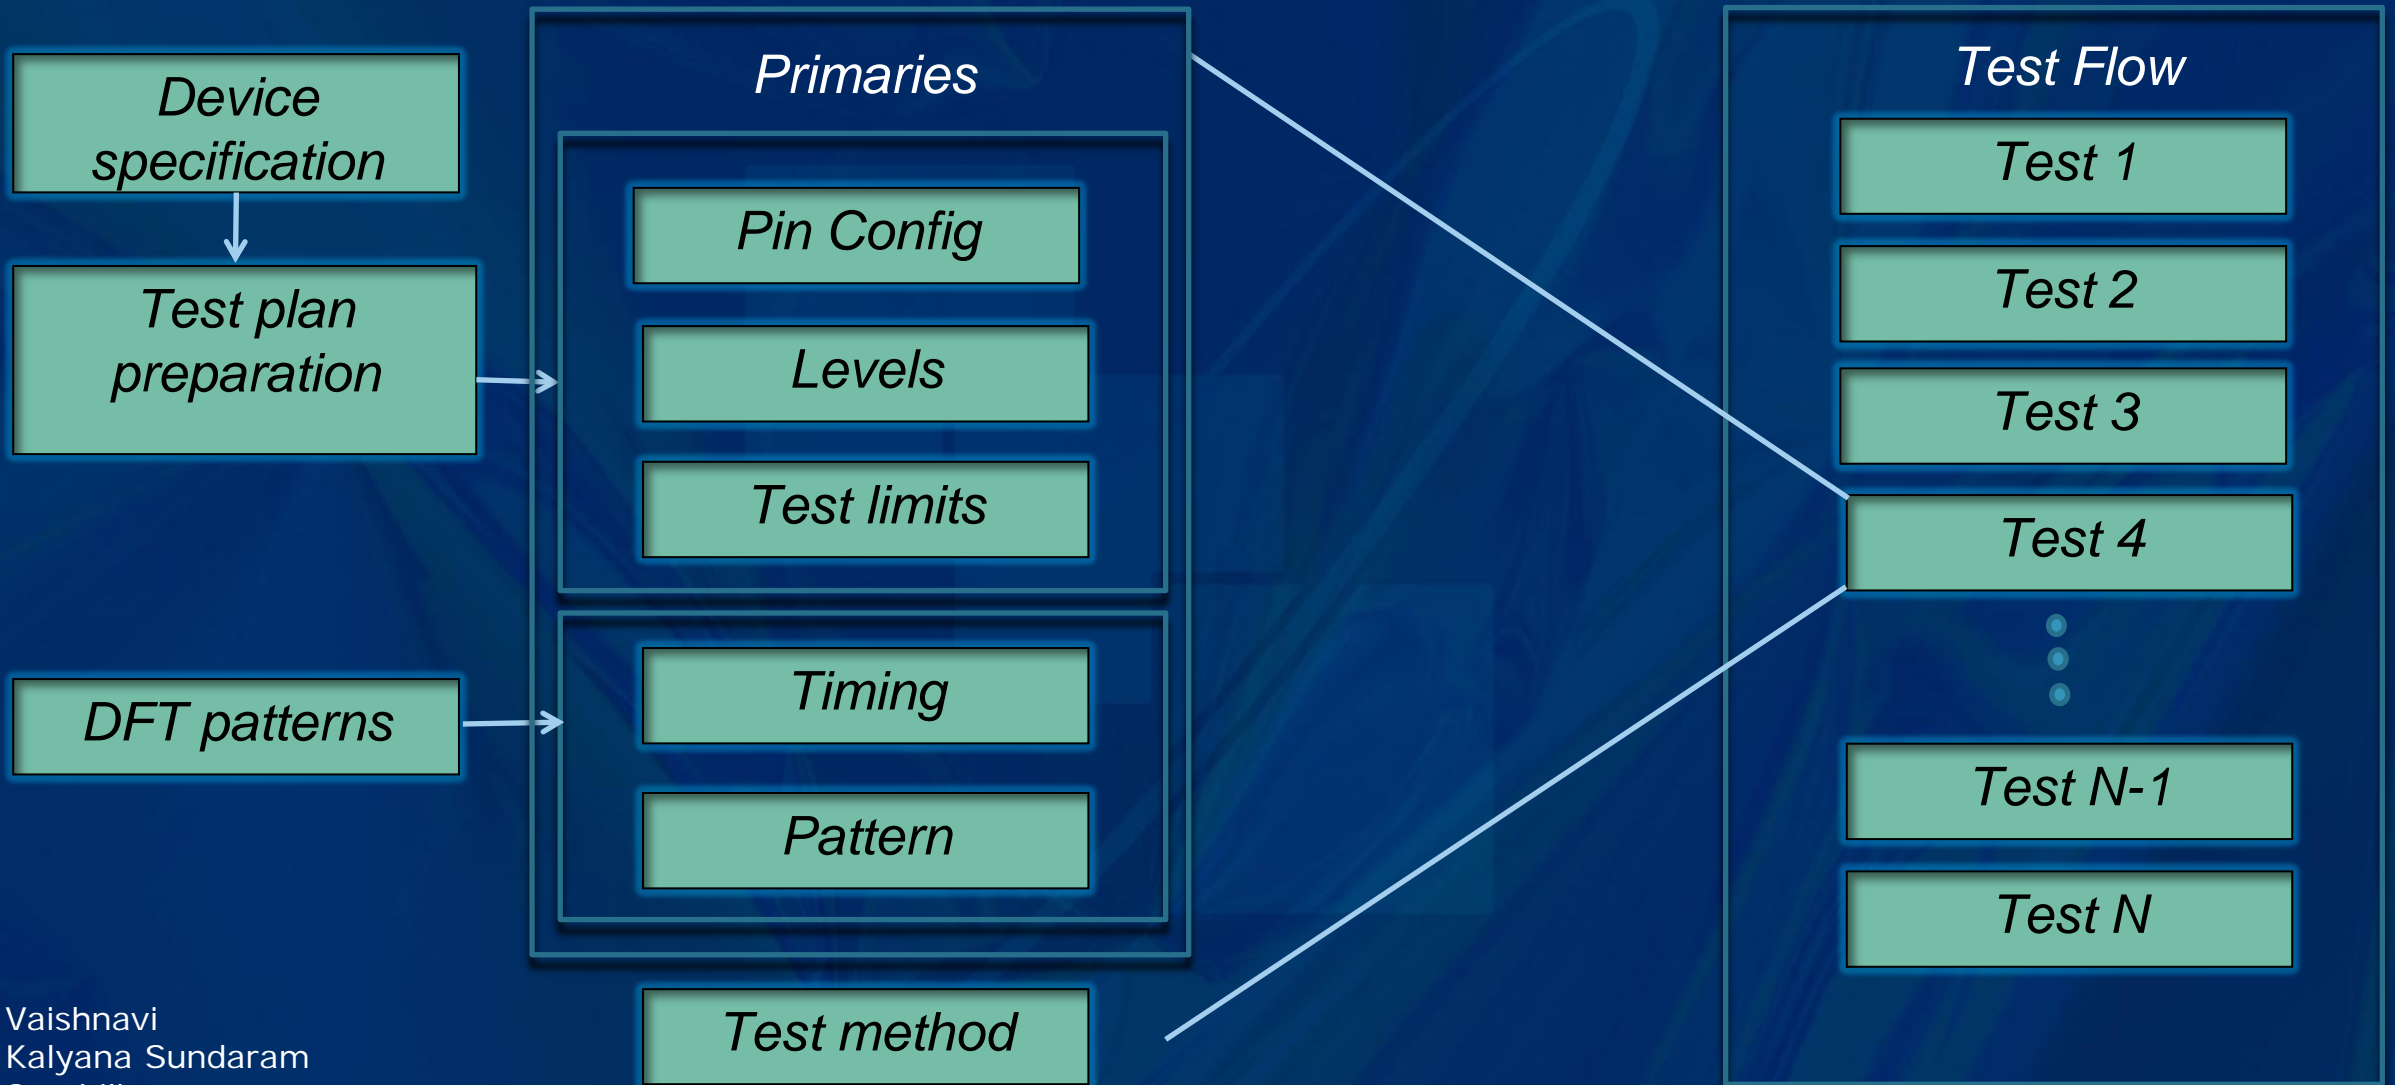 Device
specification
Test plan
preparation
DFT patterns
Primaries
Pin Config
Levels
Test limits
Timing
Pattern
Test method
Test Flow
Test 1
Test 2
Test 3
Test 4
Test N-1
Test N
Vaishnavi
Kalyana Sundaram